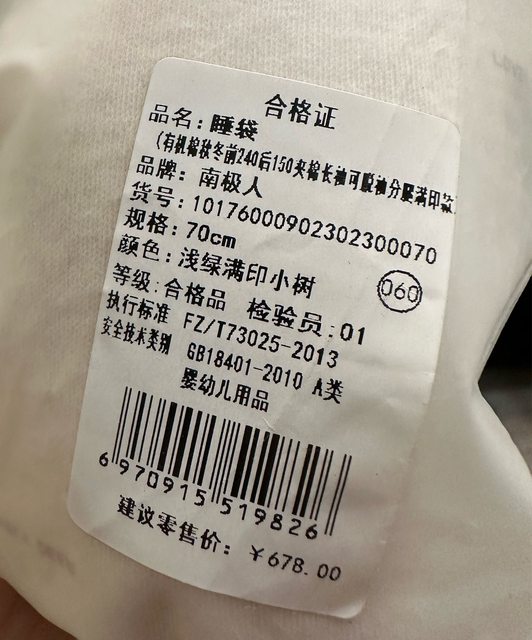 合格证
品名: 睡袋
(有机棉秋冬前240后150夹棉长袖可脱袖分腿满印款)
品牌: 南极人
货号: 10176000902302300070
规格: 70cm
颜色: 浅绿满印小树
060
等级: 合格品 检验员: 01
执行标准 FZ/T73025-2013
安全技术类别 GB18401-2010 A类
婴幼儿用品
6 970915 519826
建议零售价: ￥678.00